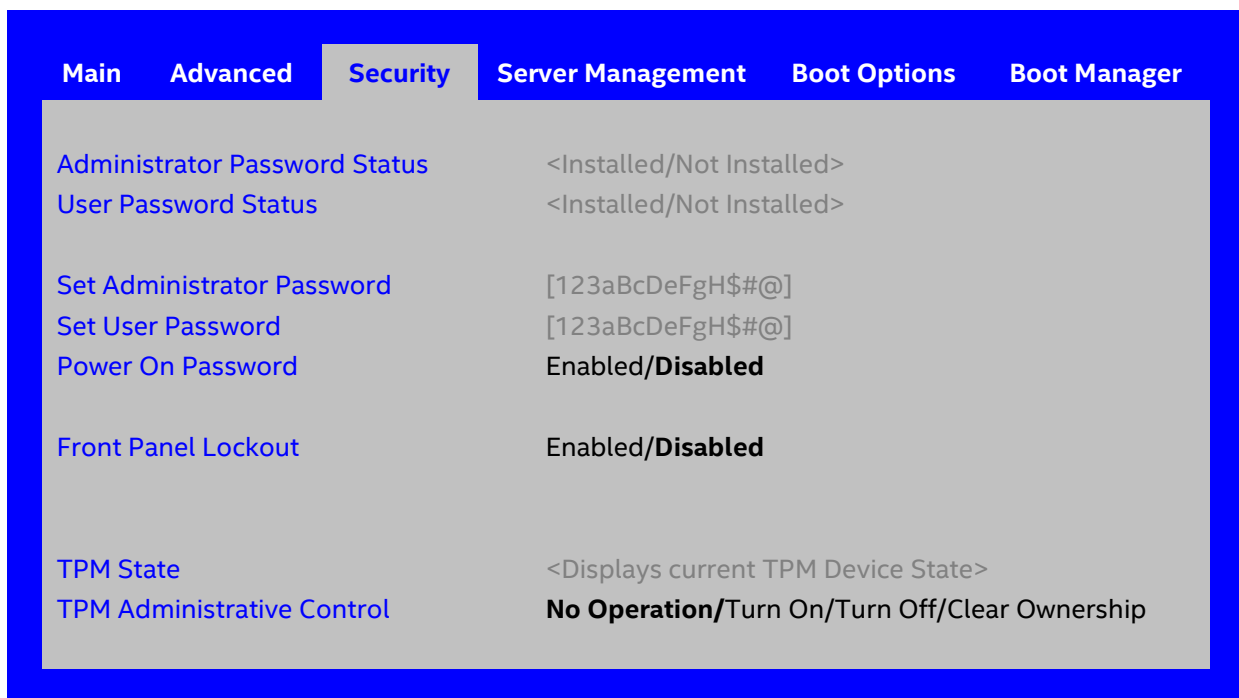 Main Advanced Security Server Management Boot Options Boot Manager
Administrator Password Status <Installed/Not Installed>
User Password Status <Installed/Not Installed>
Set Administrator Password [123aBcDeFgH$#@]
Set User Password [123aBcDeFgH$#@]
Power On Password Enabled/Disabled
Front Panel Lockout Enabled/Disabled
TPM State <Displays current TPM Device State>
TPM Administrative Control No Operation/Turn On/Turn Off/Clear Ownership